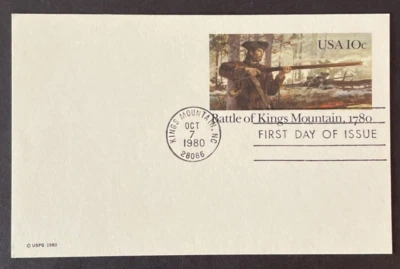 USA 10c
Battle of Kings Mountain, 1780
KINGS MOUNTAIN, NC
OCT
7
1980
28086
FIRST DAY OF ISSUE
© USPS 1980